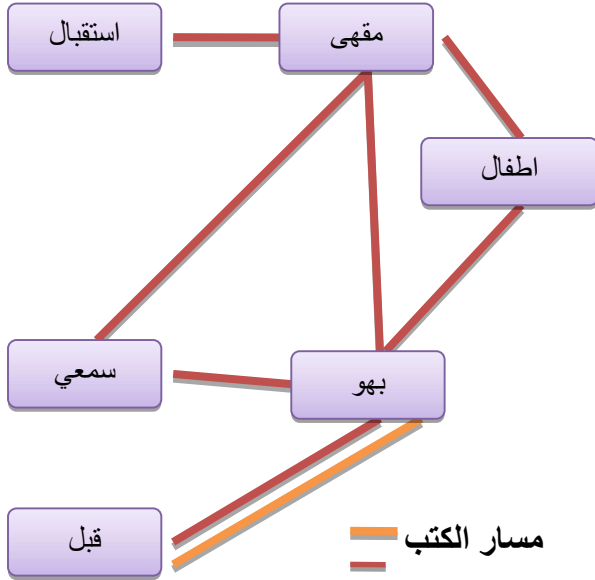 استقبال
مقهى
اطفال
سمعي
بهو
قبل
مسار الكتب